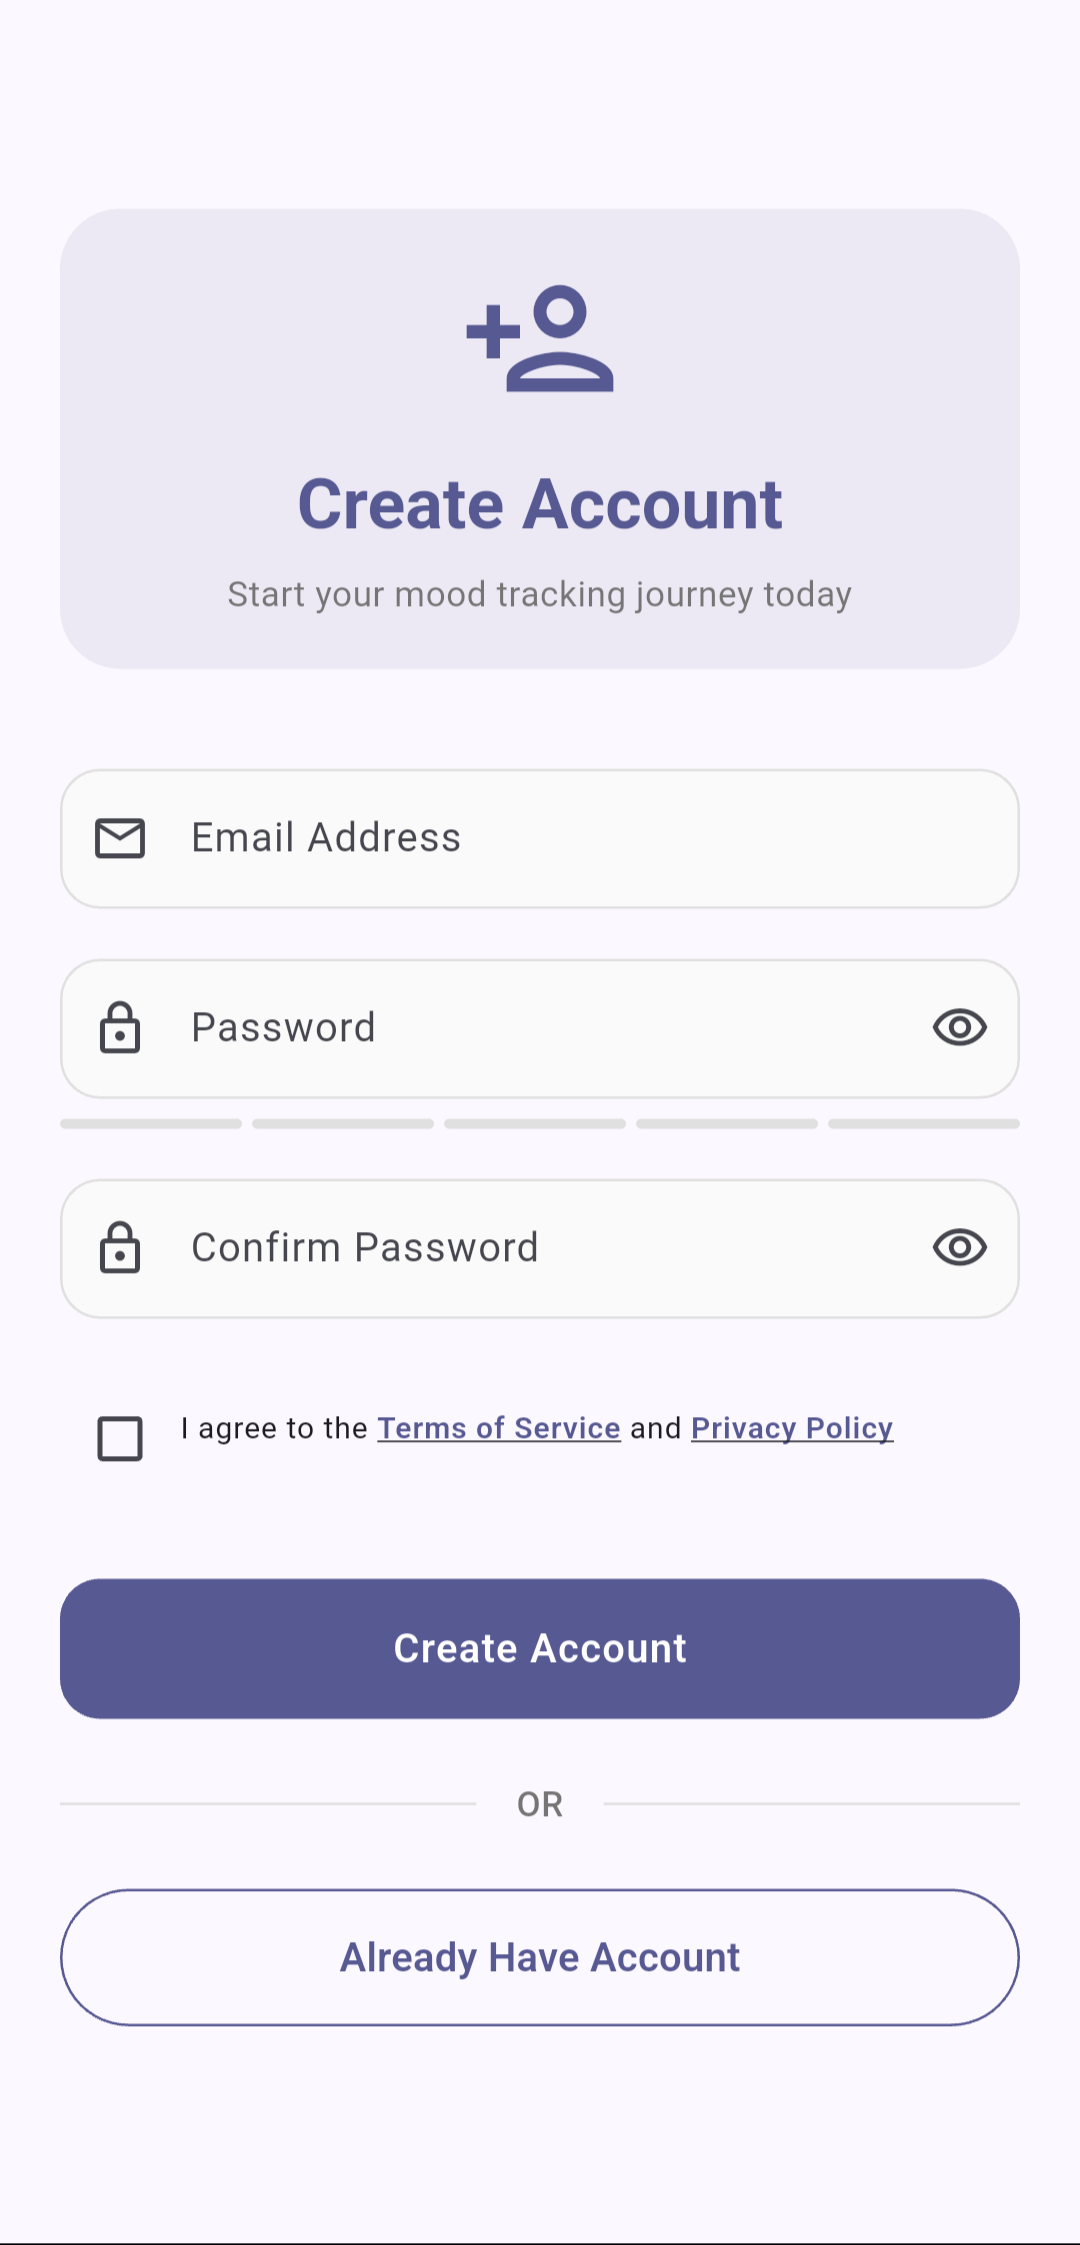 Create Account
Start your mood tracking journey today
Email Address
Password
Confirm Password
I agree to the Terms of Service and Privacy Policy
Create Account
OR
Already Have Account